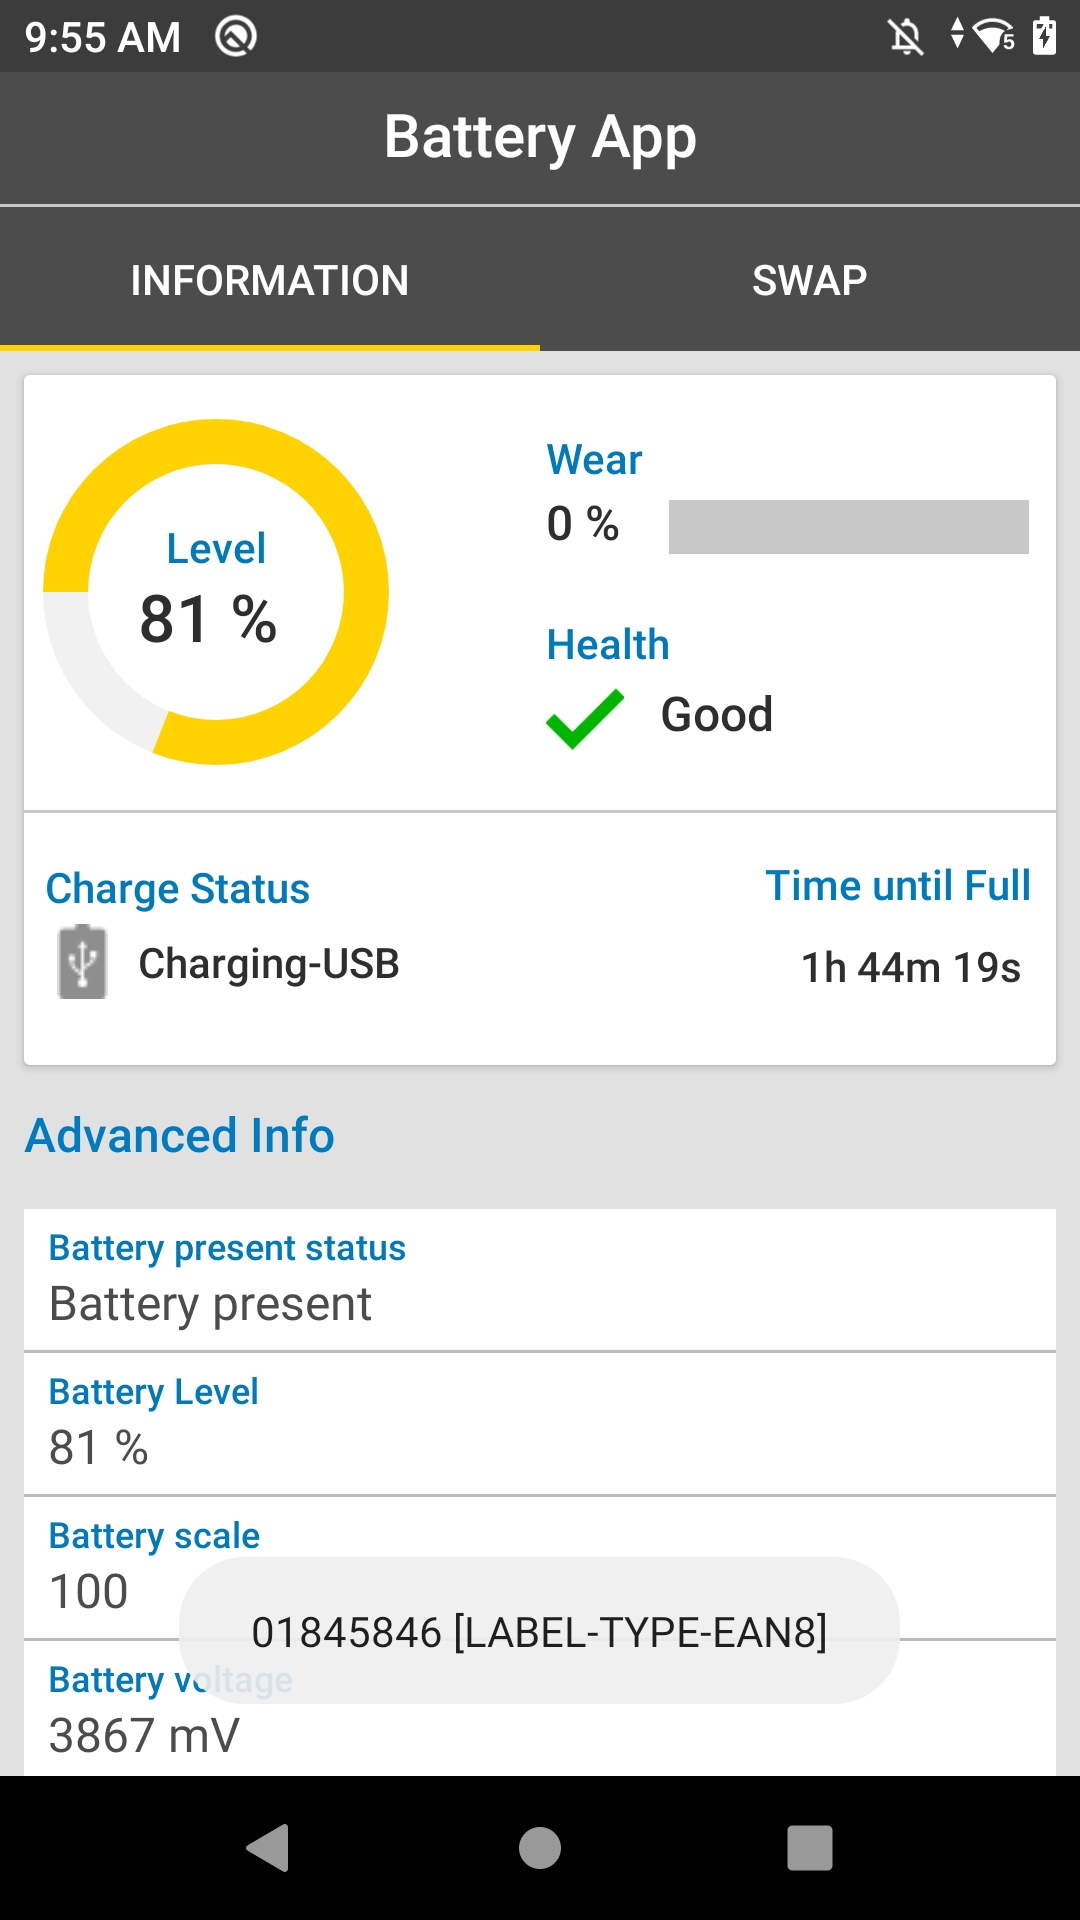 9:55 AM
5
Battery App
INFORMATION
SWAP
Level
81 %
Wear
0 %
Health
Good
Charge Status
Charging-USB
Time until Full
1h 44m 19s
Advanced Info
Battery present status
Battery present
Battery Level
81 %
Battery scale
100
01845846 [LABEL-TYPE-EAN8]
Battery voltage
3867 mV